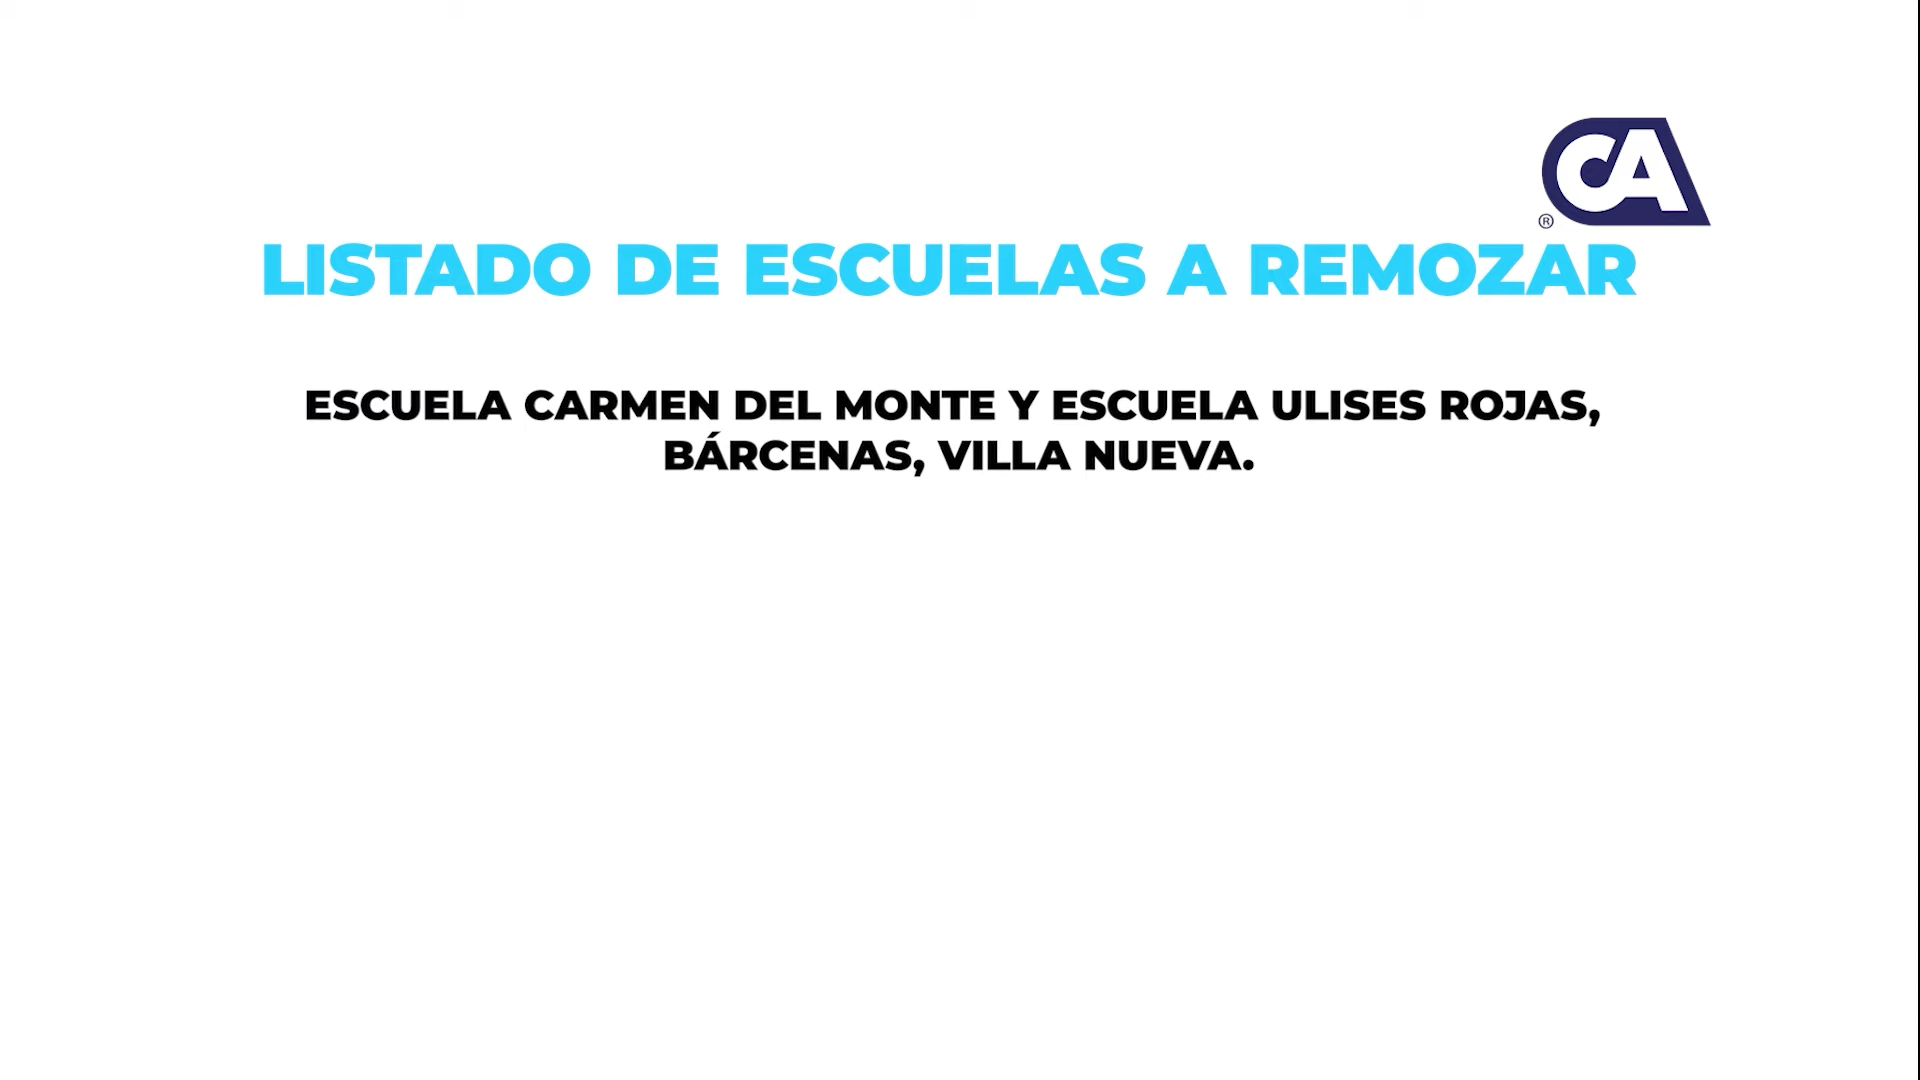 CA
®
LISTADO DE ESCUELAS A REMOZAR
ESCUELA CARMEN DEL MONTE Y ESCUELA ULISES ROJAS,
BÁRCENAS, VILLA NUEVA.